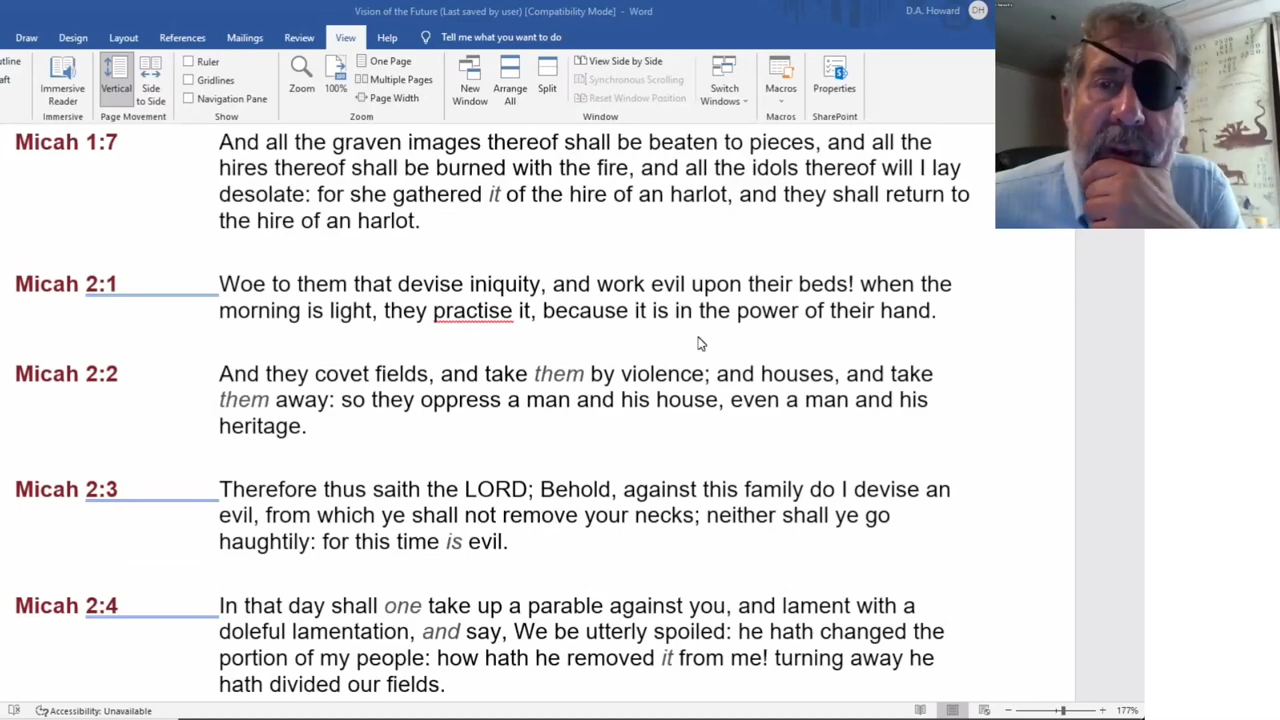 Vision of the Future (Last saved by user) [Compatibility Mode] - Word
D.A. Howard
DH
Draw Design Layout References Mailings Review View Help Tell me what you want to do
Immersive Reader
Immersive
Vertical
Side to Side
Page Movement
Ruler
Gridlines
Navigation Pane
Show
Zoom
100%
One Page
Multiple Pages
Page Width
Zoom
New Window
Arrange All
Split
View Side by Side
Synchronous Scrolling
Reset Window Position
Window
Switch Windows
Macros
Macros
Properties
SharePoint
Micah 1:7 And all the graven images thereof shall be beaten to pieces, and all the
hires thereof shall be burned with the fire, and all the idols thereof will I lay
desolate: for she gathered it of the hire of an harlot, and they shall return to
the hire of an harlot.
Micah 2:1 Woe to them that devise iniquity, and work evil upon their beds! when the
morning is light, they practise it, because it is in the power of their hand.
Micah 2:2 And they covet fields, and take them by violence; and houses, and take
them away: so they oppress a man and his house, even a man and his
heritage.
Micah 2:3 Therefore thus saith the LORD; Behold, against this family do I devise an
evil, from which ye shall not remove your necks; neither shall ye go
haughtily: for this time is evil.
Micah 2:4 In that day shall one take up a parable against you, and lament with a
doleful lamentation, and say, We be utterly spoiled: he hath changed the
portion of my people: how hath he removed it from me! turning away he
hath divided our fields.
Accessibility: Unavailable
177%